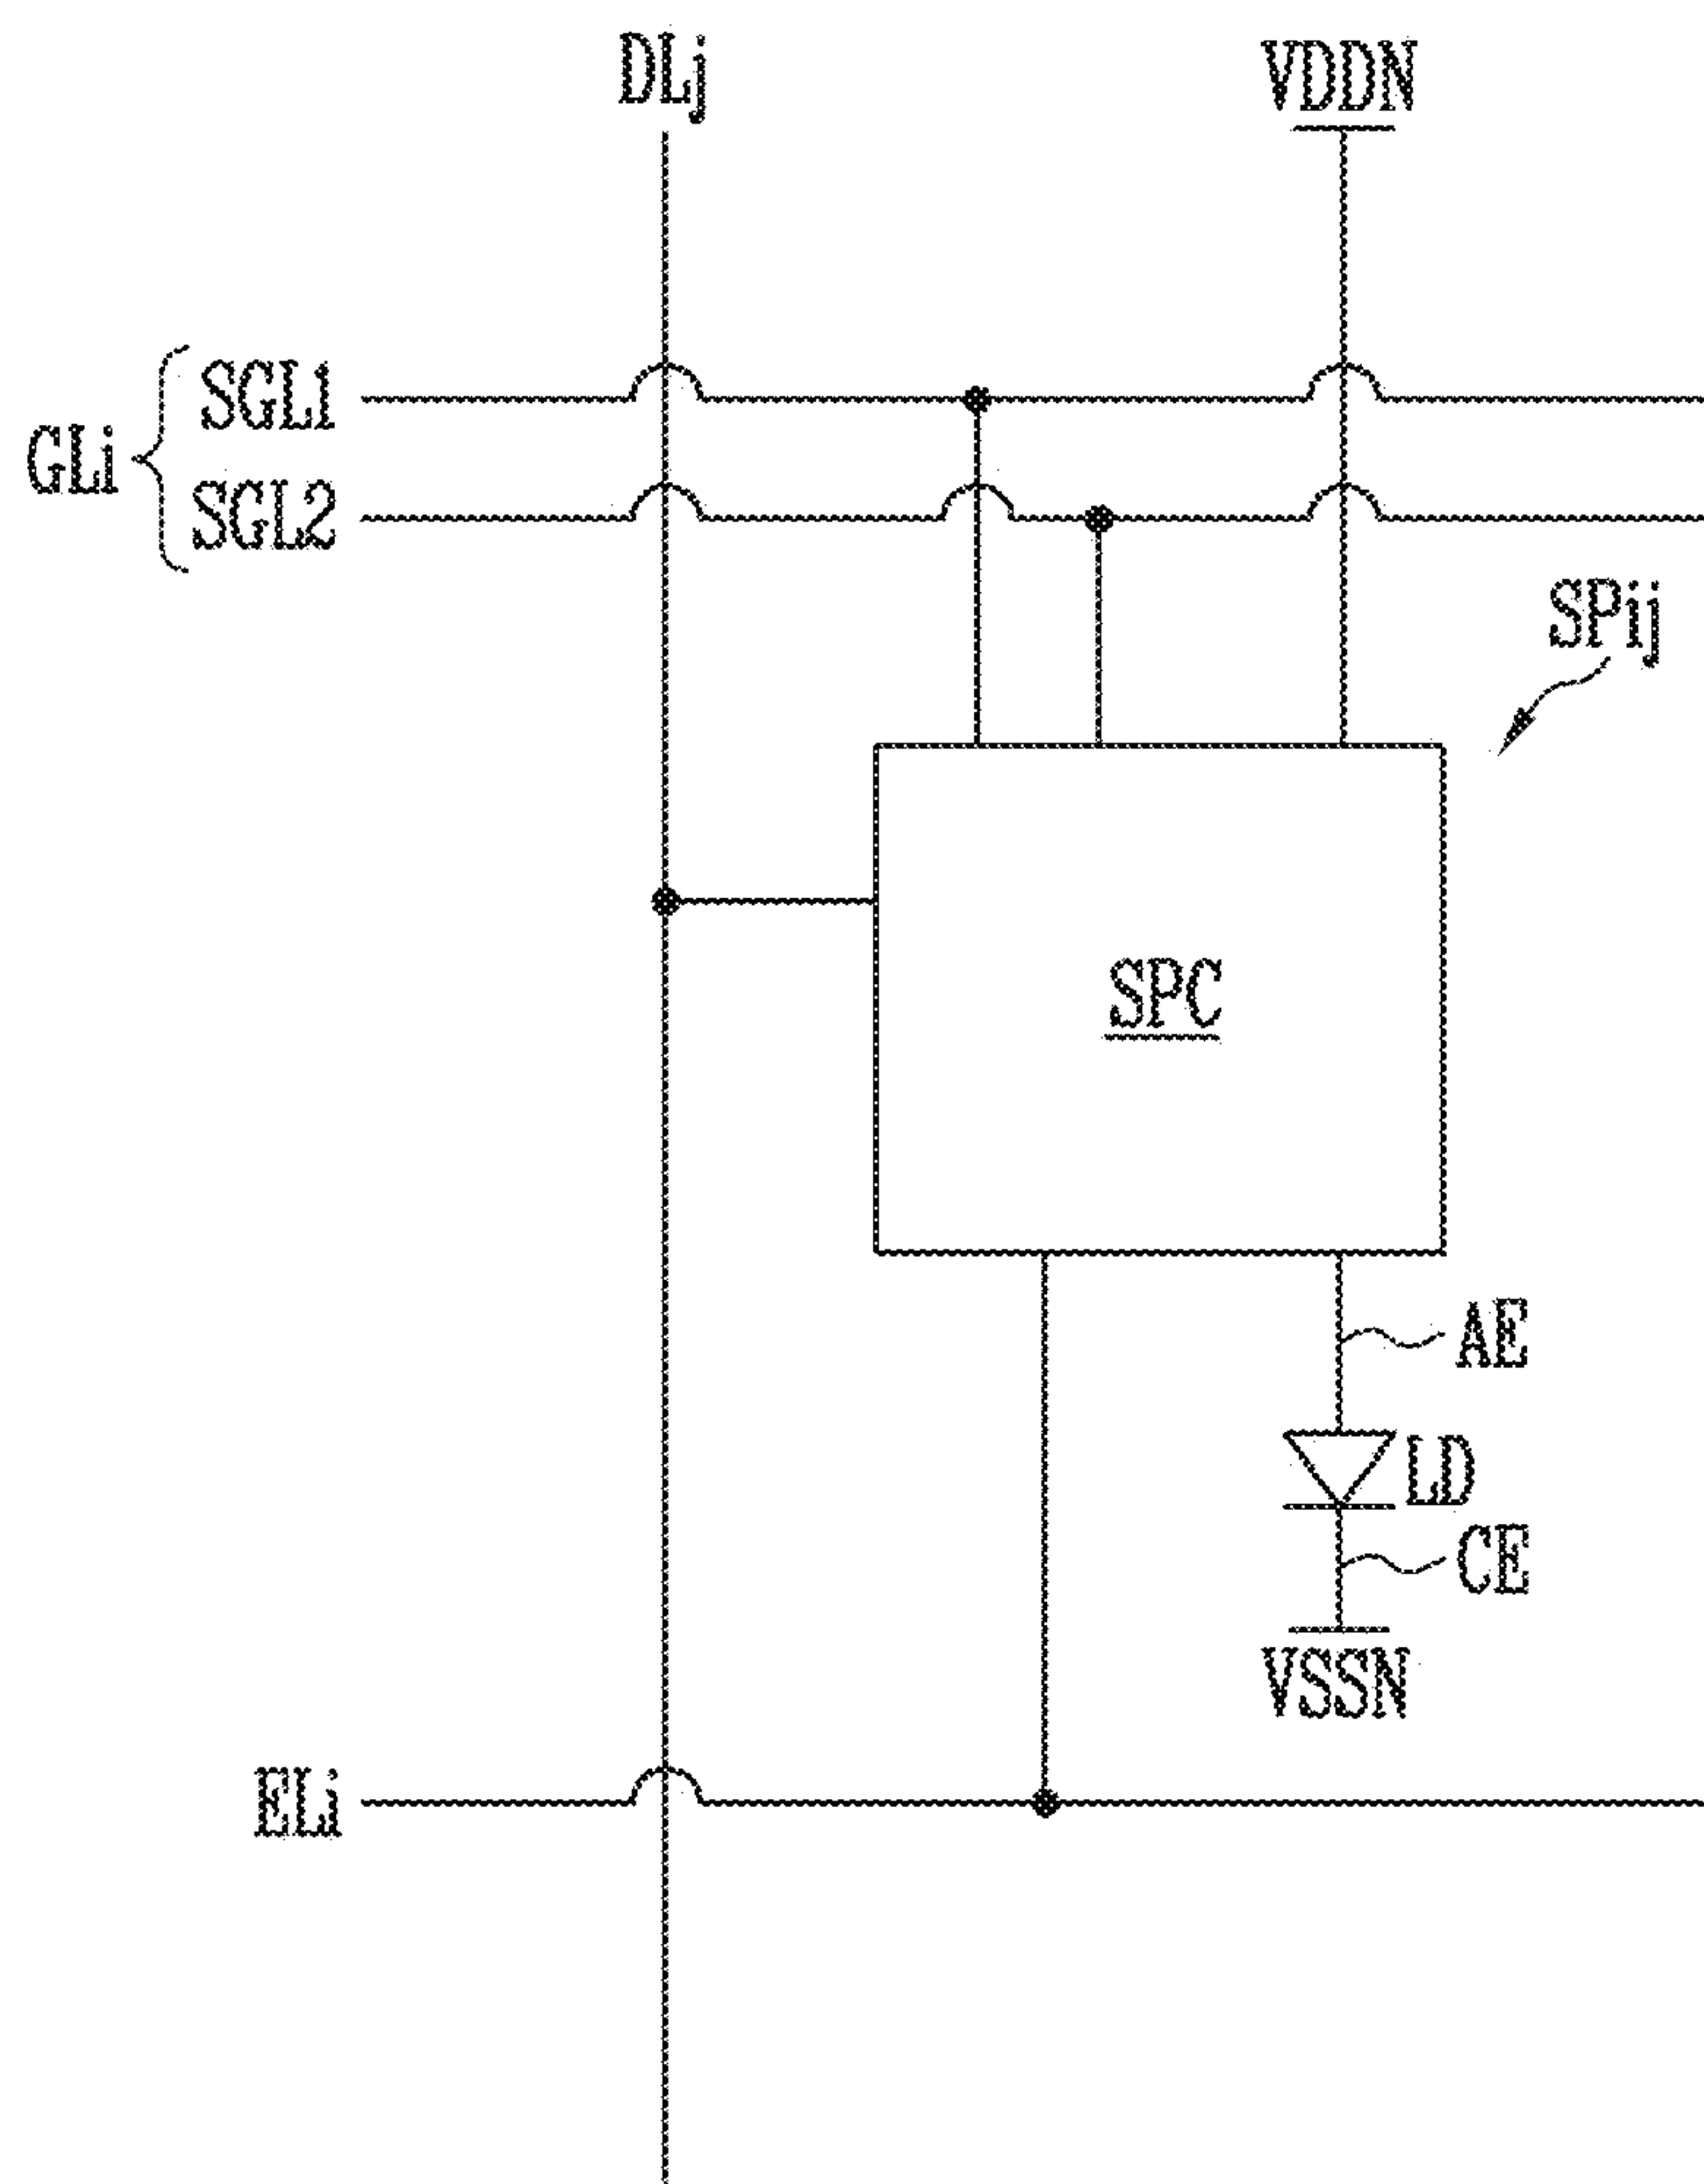 DLj
VDDN
SGL1
GLi
SGL2
SPij
SPC
AE
LD
CE
VSSN
ELi